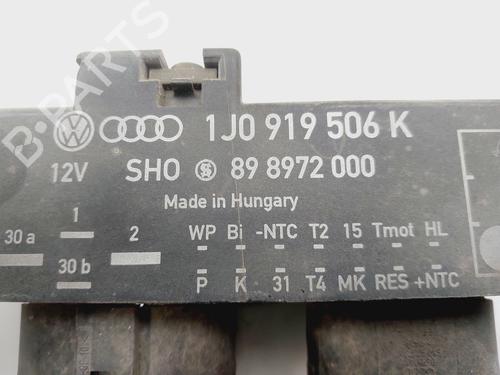 1J0 919 506 K
12V SHO 89 8972 000
Made in Hungary
1
30 a 2 WP Bi -NTC T2 15 Tmot HL
30 b P K 31 T4 MK RES +NTC
B-PARTS